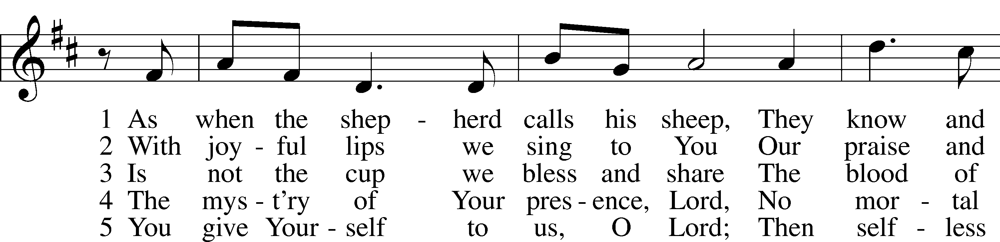 1 As when the shep - herd calls his sheep, They know and
2 With joy - ful lips we sing to You Our praise and
3 Is not the cup we bless and share The blood of
4 The mys - t'ry of Your pres - ence, Lord, No mor - tal
5 You give Your - self to us, O Lord; Then self - less